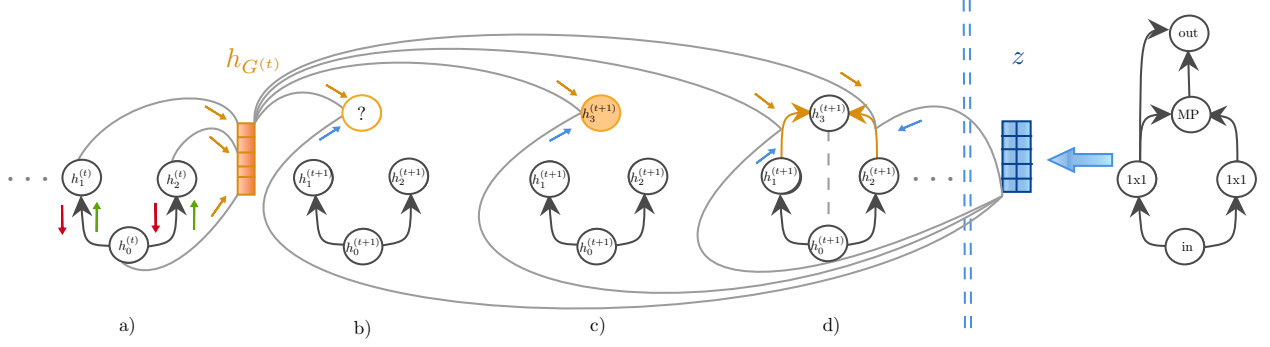 h_{G^{(t)}}
z
out
MP
1x1
1x1
in
. . .
h_1^{(t)}
h_2^{(t)}
h_0^{(t)}
?
h_1^{(t+1)}
h_2^{(t+1)}
h_0^{(t+1)}
h_3^{(t+1)}
h_1^{(t+1)}
h_2^{(t+1)}
h_0^{(t+1)}
h_3^{(t+1)}
h_1^{(t+1)}
h_2^{(t+1)}
h_0^{(t+1)}
. . .
a)
b)
c)
d)